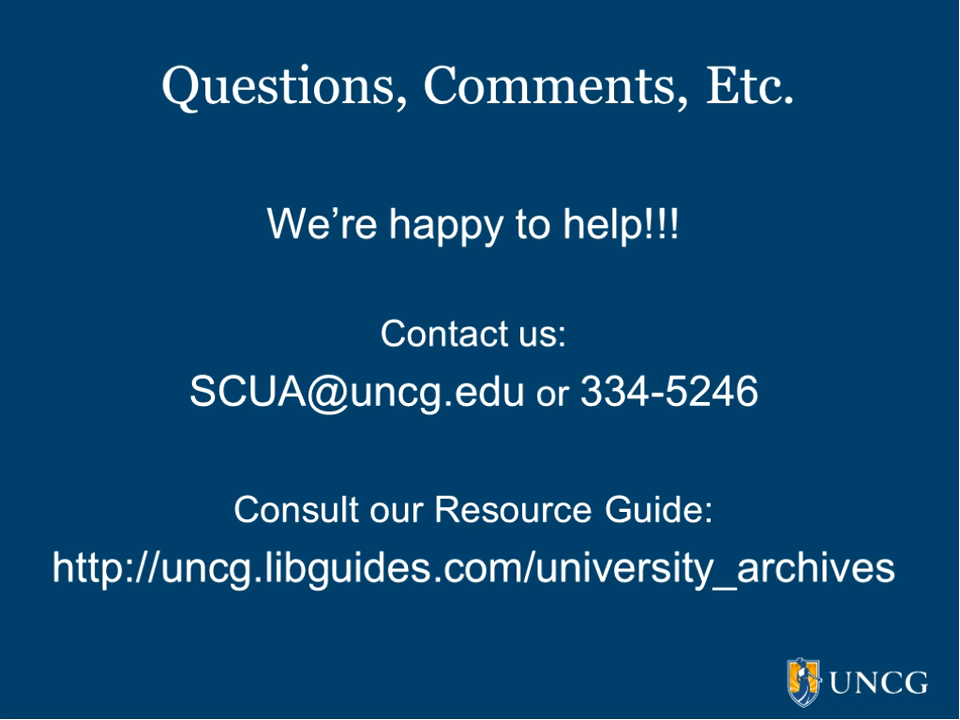 Questions, Comments, Etc.
We’re happy to help!!!
Contact us:
SCUA@uncg.edu or 334-5246
Consult our Resource Guide:
http://uncg.libguides.com/university_archives
UNCG